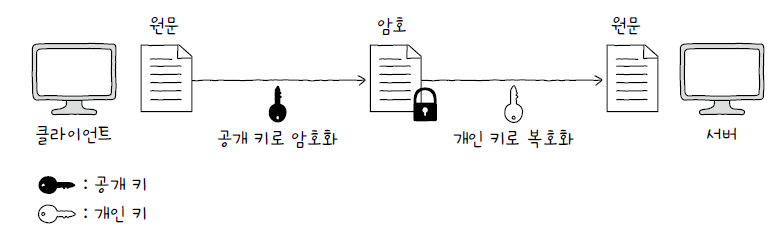 원문
암호
원문
클라이언트
공개 키로 암호화
개인 키로 복호화
서버
: 공개 키
: 개인 키